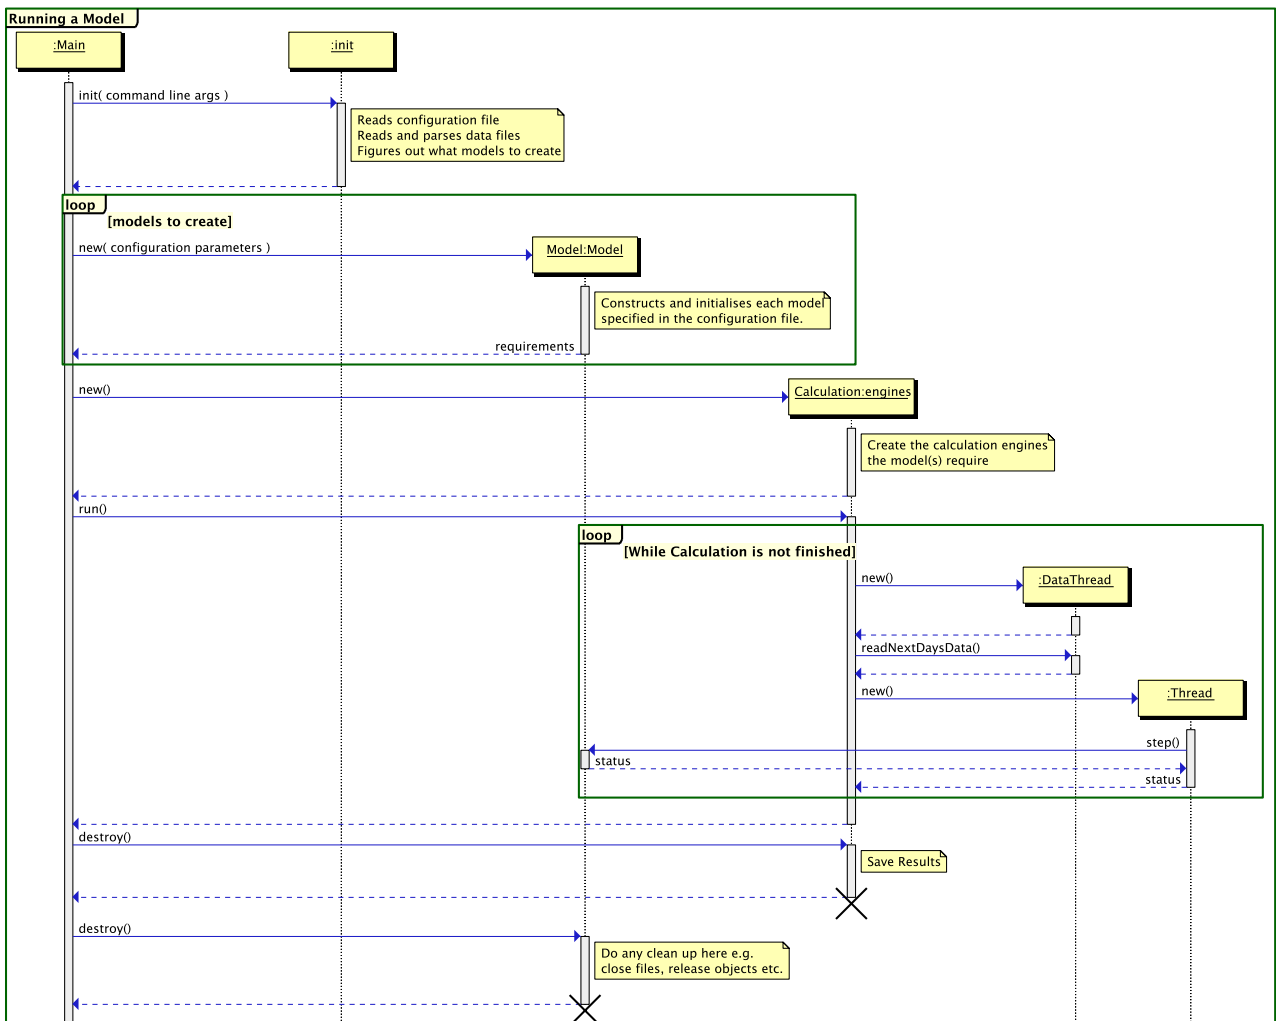 Running a Model
:Main
:init
init( command line args )
Reads configuration file
Reads and parses data files
Figures out what models to create
loop
[models to create]
new( configuration parameters )
Model:Model
Constructs and initialises each model
specified in the configuration file.
requirements
new()
Calculation:engines
Create the calculation engines
the model(s) require
run()
loop
[While Calculation is not finished]
new()
:DataThread
readNextDaysData()
new()
:Thread
step()
status
status
destroy()
Save Results
destroy()
Do any clean up here e.g.
close files, release objects etc.